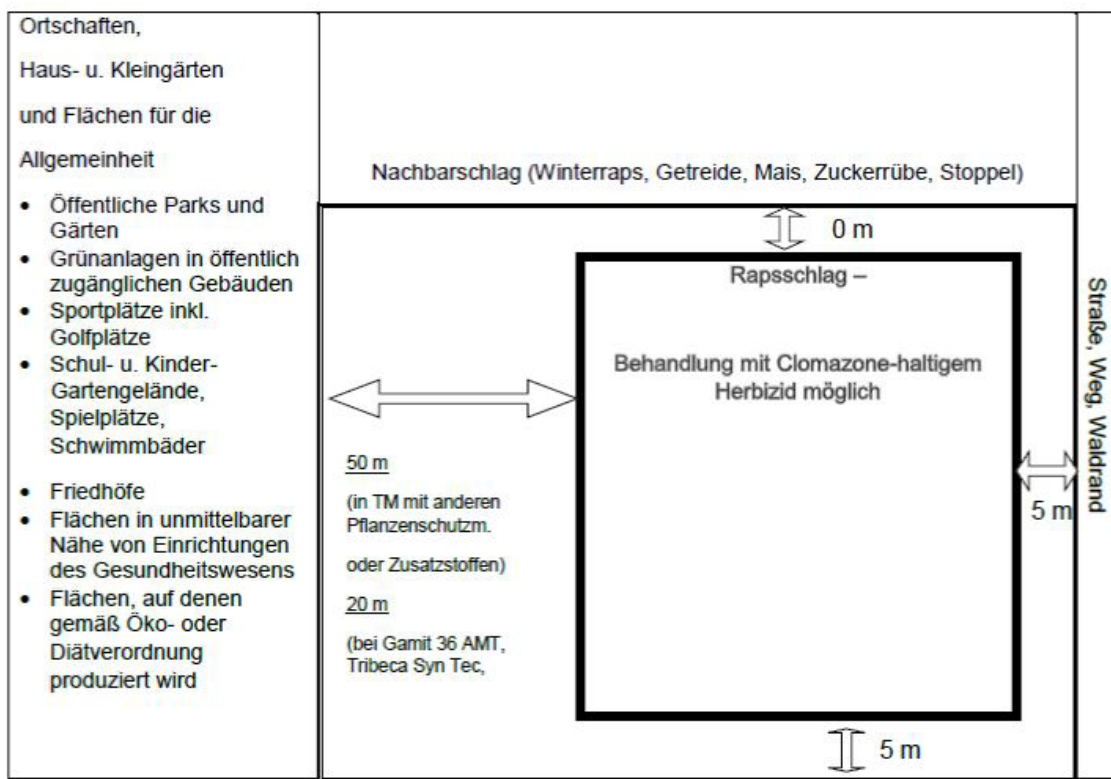 Ortschaften,
Haus- u. Kleingärten
und Flächen für die
Allgemeinheit
• Öffentliche Parks und
Gärten
• Grünanlagen in öffentlich
zugänglichen Gebäuden
• Sportplätze inkl.
Golfplätze
• Schul- u. Kinder-
Gartengelände,
Spielplätze,
Schwimmbäder
• Friedhöfe
• Flächen in unmittelbarer
Nähe von Einrichtungen
des Gesundheitswesens
• Flächen, auf denen
gemäß Öko- oder
Diätverordnung
produziert wird
Nachbarschlag (Winterraps, Getreide, Mais, Zuckerrübe, Stoppel)
0 m
Rapsschlag –
Behandlung mit Clomazone-haltigem
Herbizid möglich
50 m
(in TM mit anderen
Pflanzenschutzm.
oder Zusatzstoffen)
20 m
(bei Gamit 36 AMT,
Tribeca Syn Tec,
5 m
5 m
Straße, Weg, Waldrand